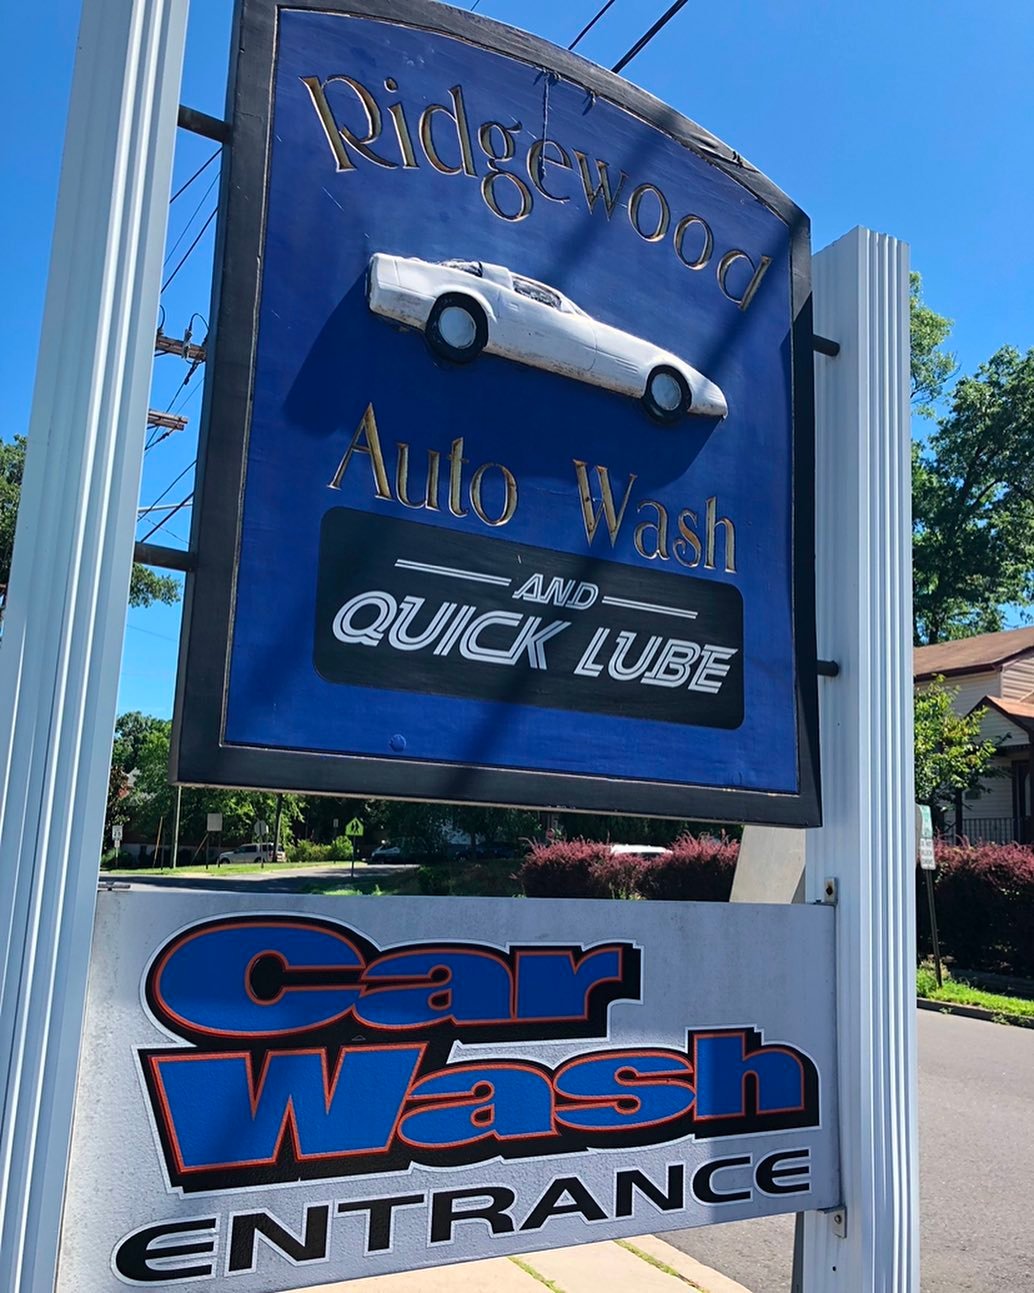 Ridgewood
Auto Wash
AND
QUICK LUBE
Car
Wash
ENTRANCE